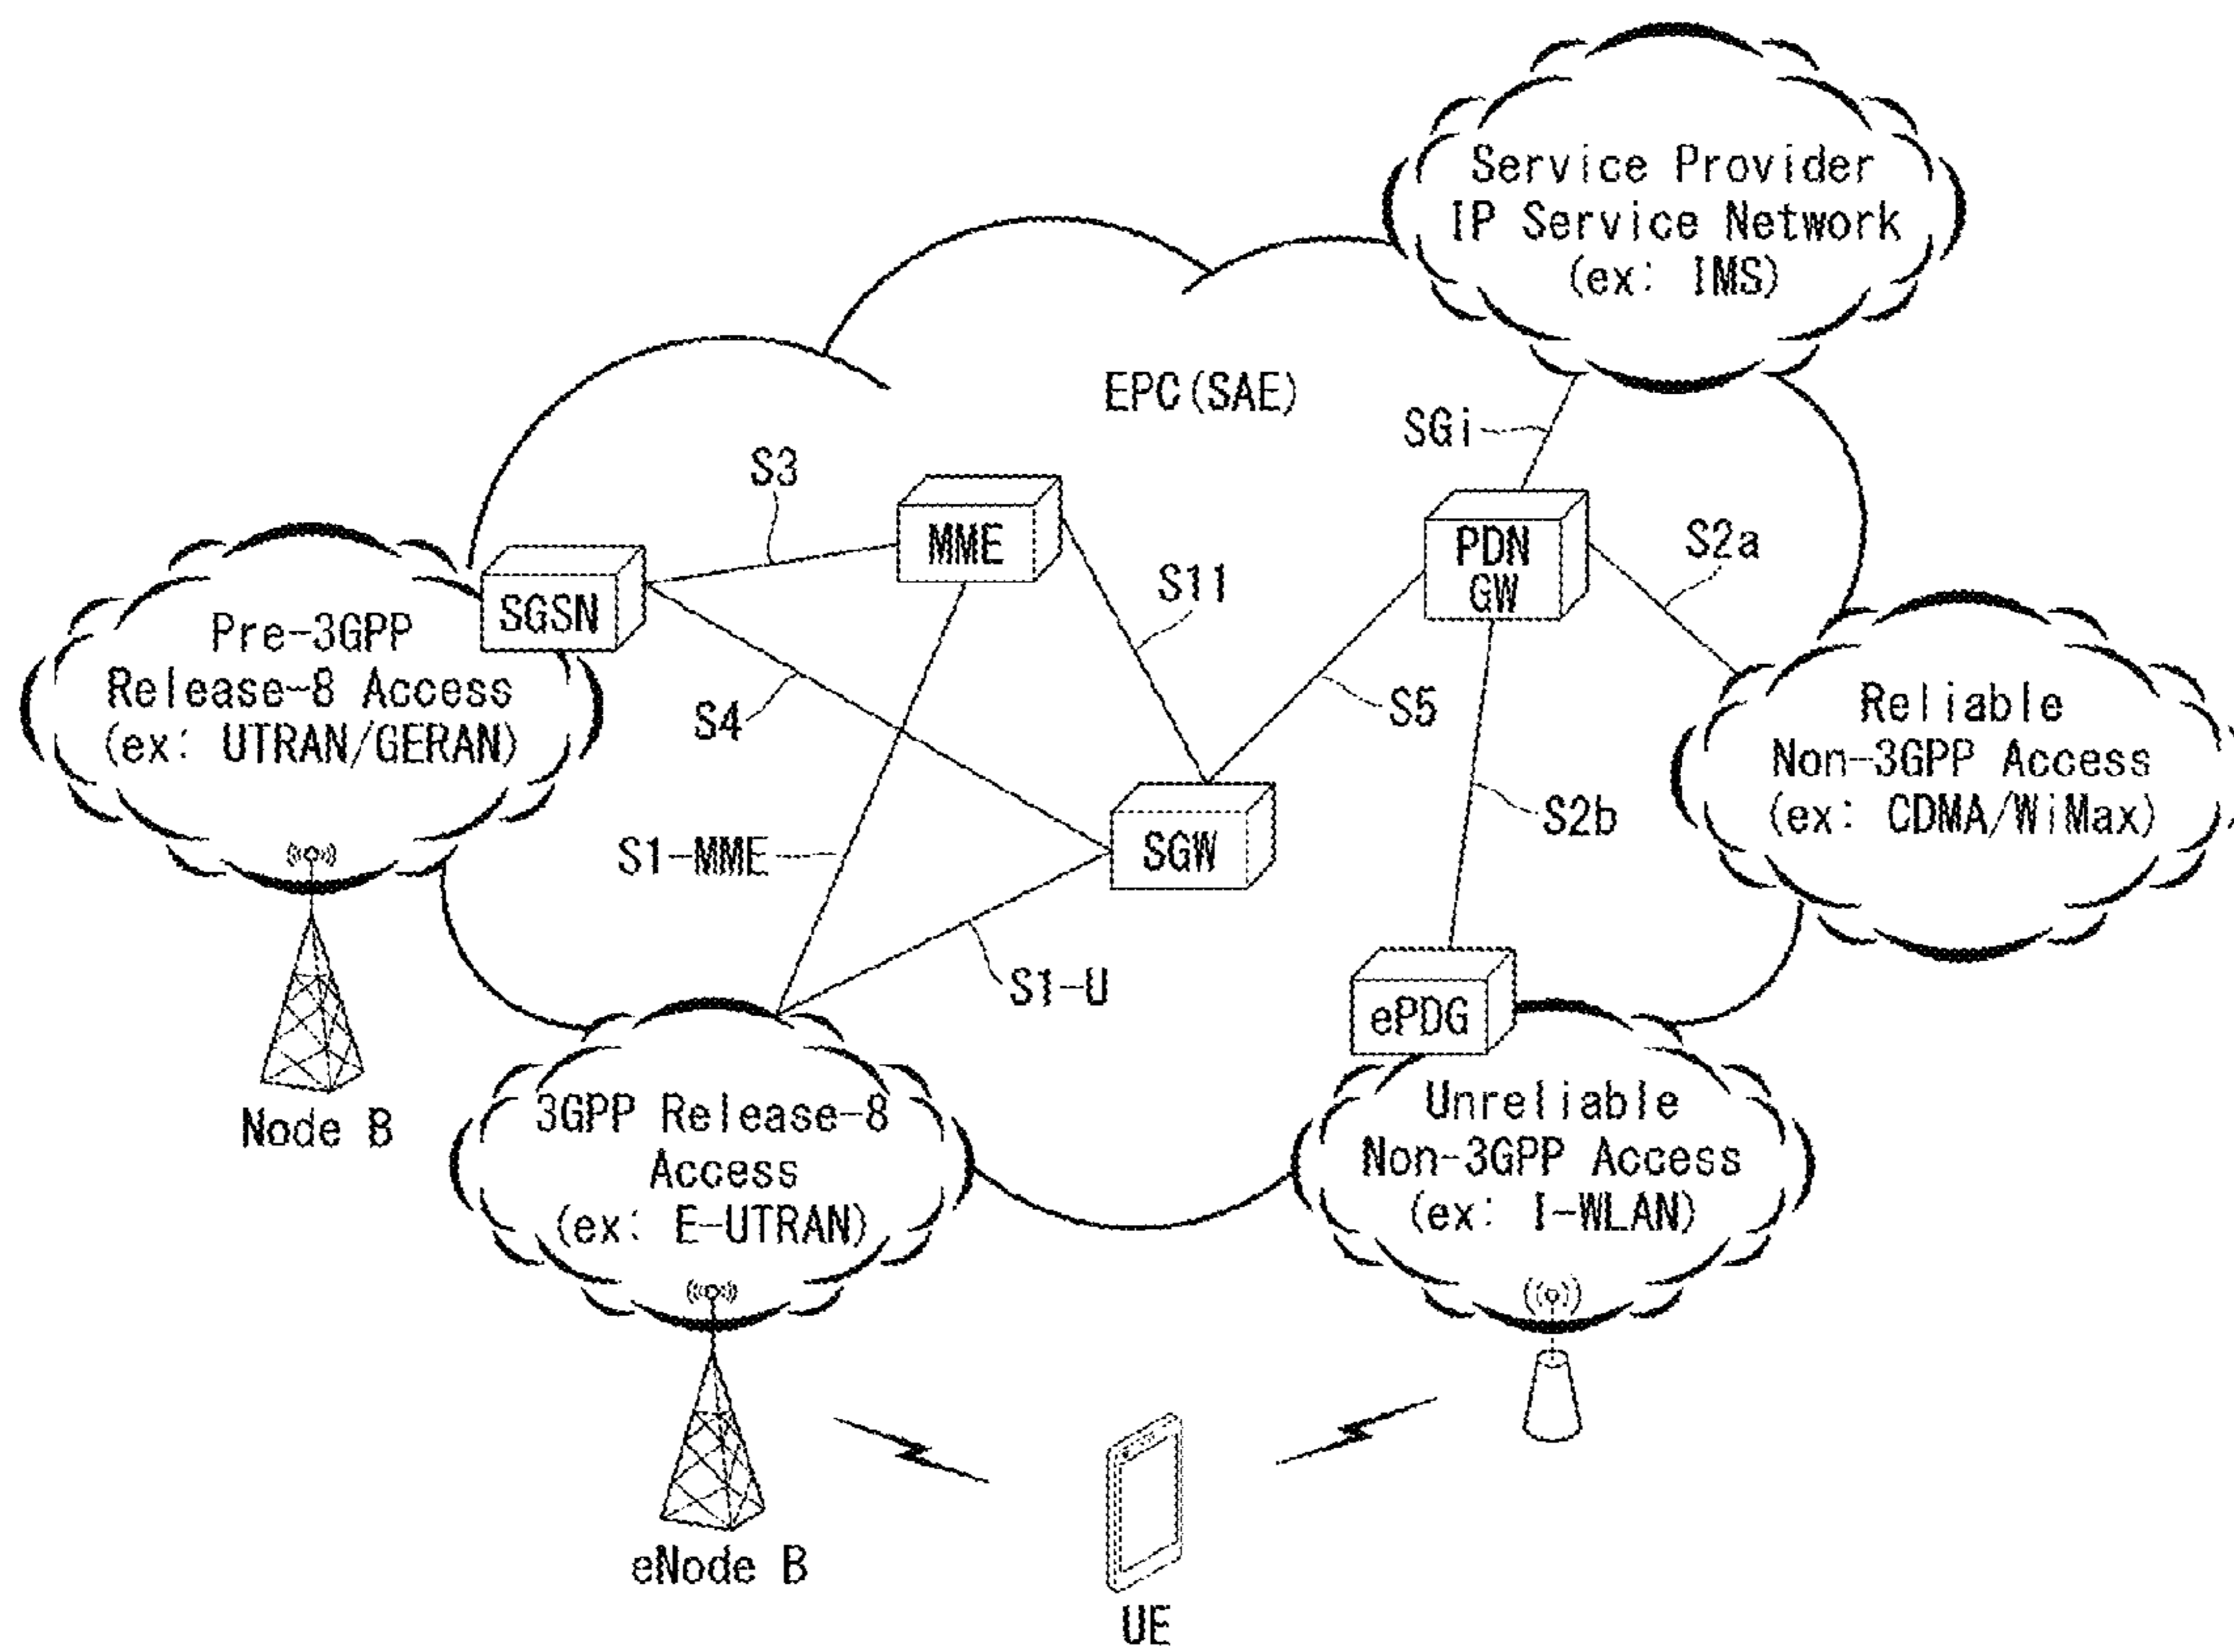 Service Provider
IP Service Network
(ex: IMS)
EPC(SAE)
SGi
S3
MME
PDN
GW
S2a
S11
SGSN
Pre-3GPP
Release-8 Access
(ex: UTRAN/GERAN)
S4
S5
Reliable
Non-3GPP Access
(ex: CDMA/WiMax)
S2b
S1-MME
SGW
S1-U
ePDG
Node B
3GPP Release-8
Access
(ex: E-UTRAN)
Unreliable
Non-3GPP Access
(ex: I-WLAN)
eNode B
UE